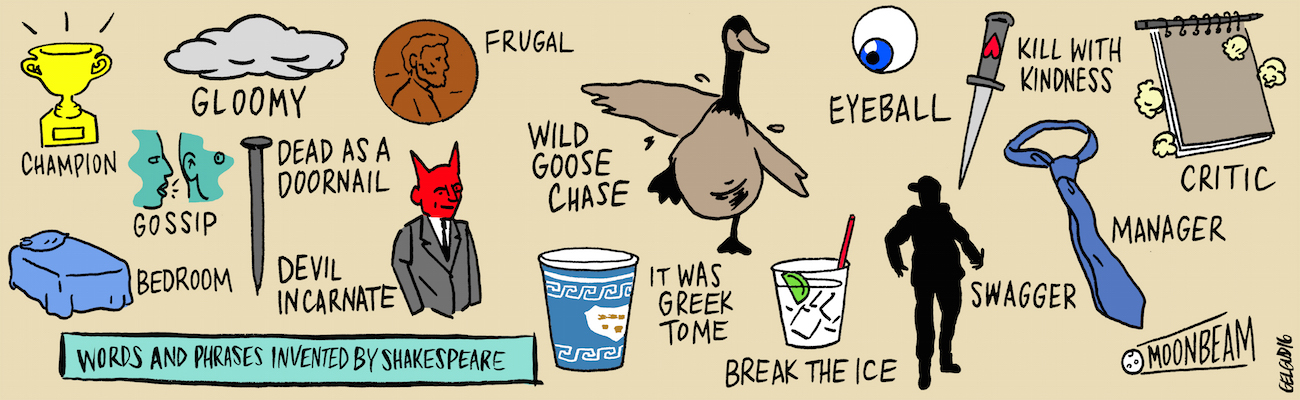 CHAMPION
GLOOMY
FRUGAL
GOSSIP
DEAD AS A
DOORNAIL
BEDROOM
DEVIL
INCARNATE
WORDS AND PHRASES INVENTED BY SHAKESPEARE
WILD
GOOSE
CHASE
IT WAS
GREEK
TO ME
EYEBALL
KILL WITH
KINDNESS
CRITIC
MANAGER
SWAGGER
BREAK THE ICE
MOONBEAM
GELGUD16